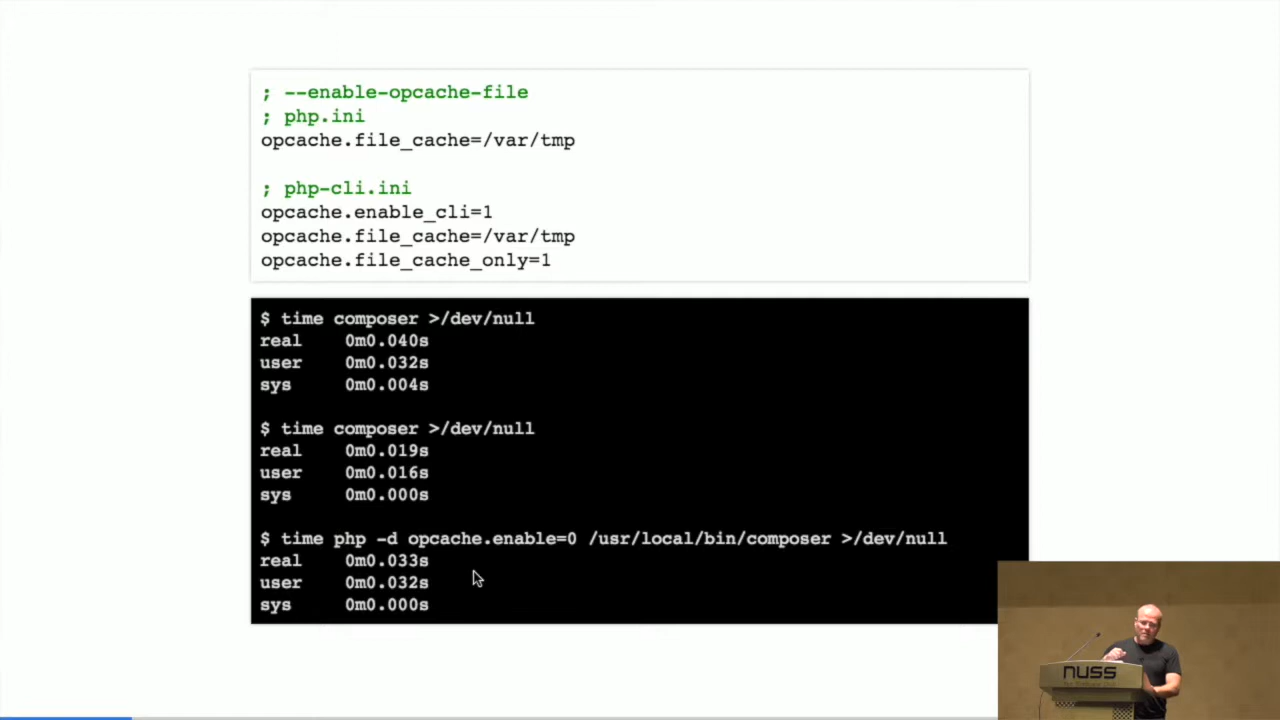 ; --enable-opcache-file
; php.ini
opcache.file_cache=/var/tmp
; php-cli.ini
opcache.enable_cli=1
opcache.file_cache=/var/tmp
opcache.file_cache_only=1
$ time composer >/dev/null
real 0m0.040s
user 0m0.032s
sys 0m0.004s
$ time composer >/dev/null
real 0m0.019s
user 0m0.016s
sys 0m0.000s
$ time php -d opcache.enable=0 /usr/local/bin/composer >/dev/null
real 0m0.033s
user 0m0.032s
sys 0m0.000s
nuss